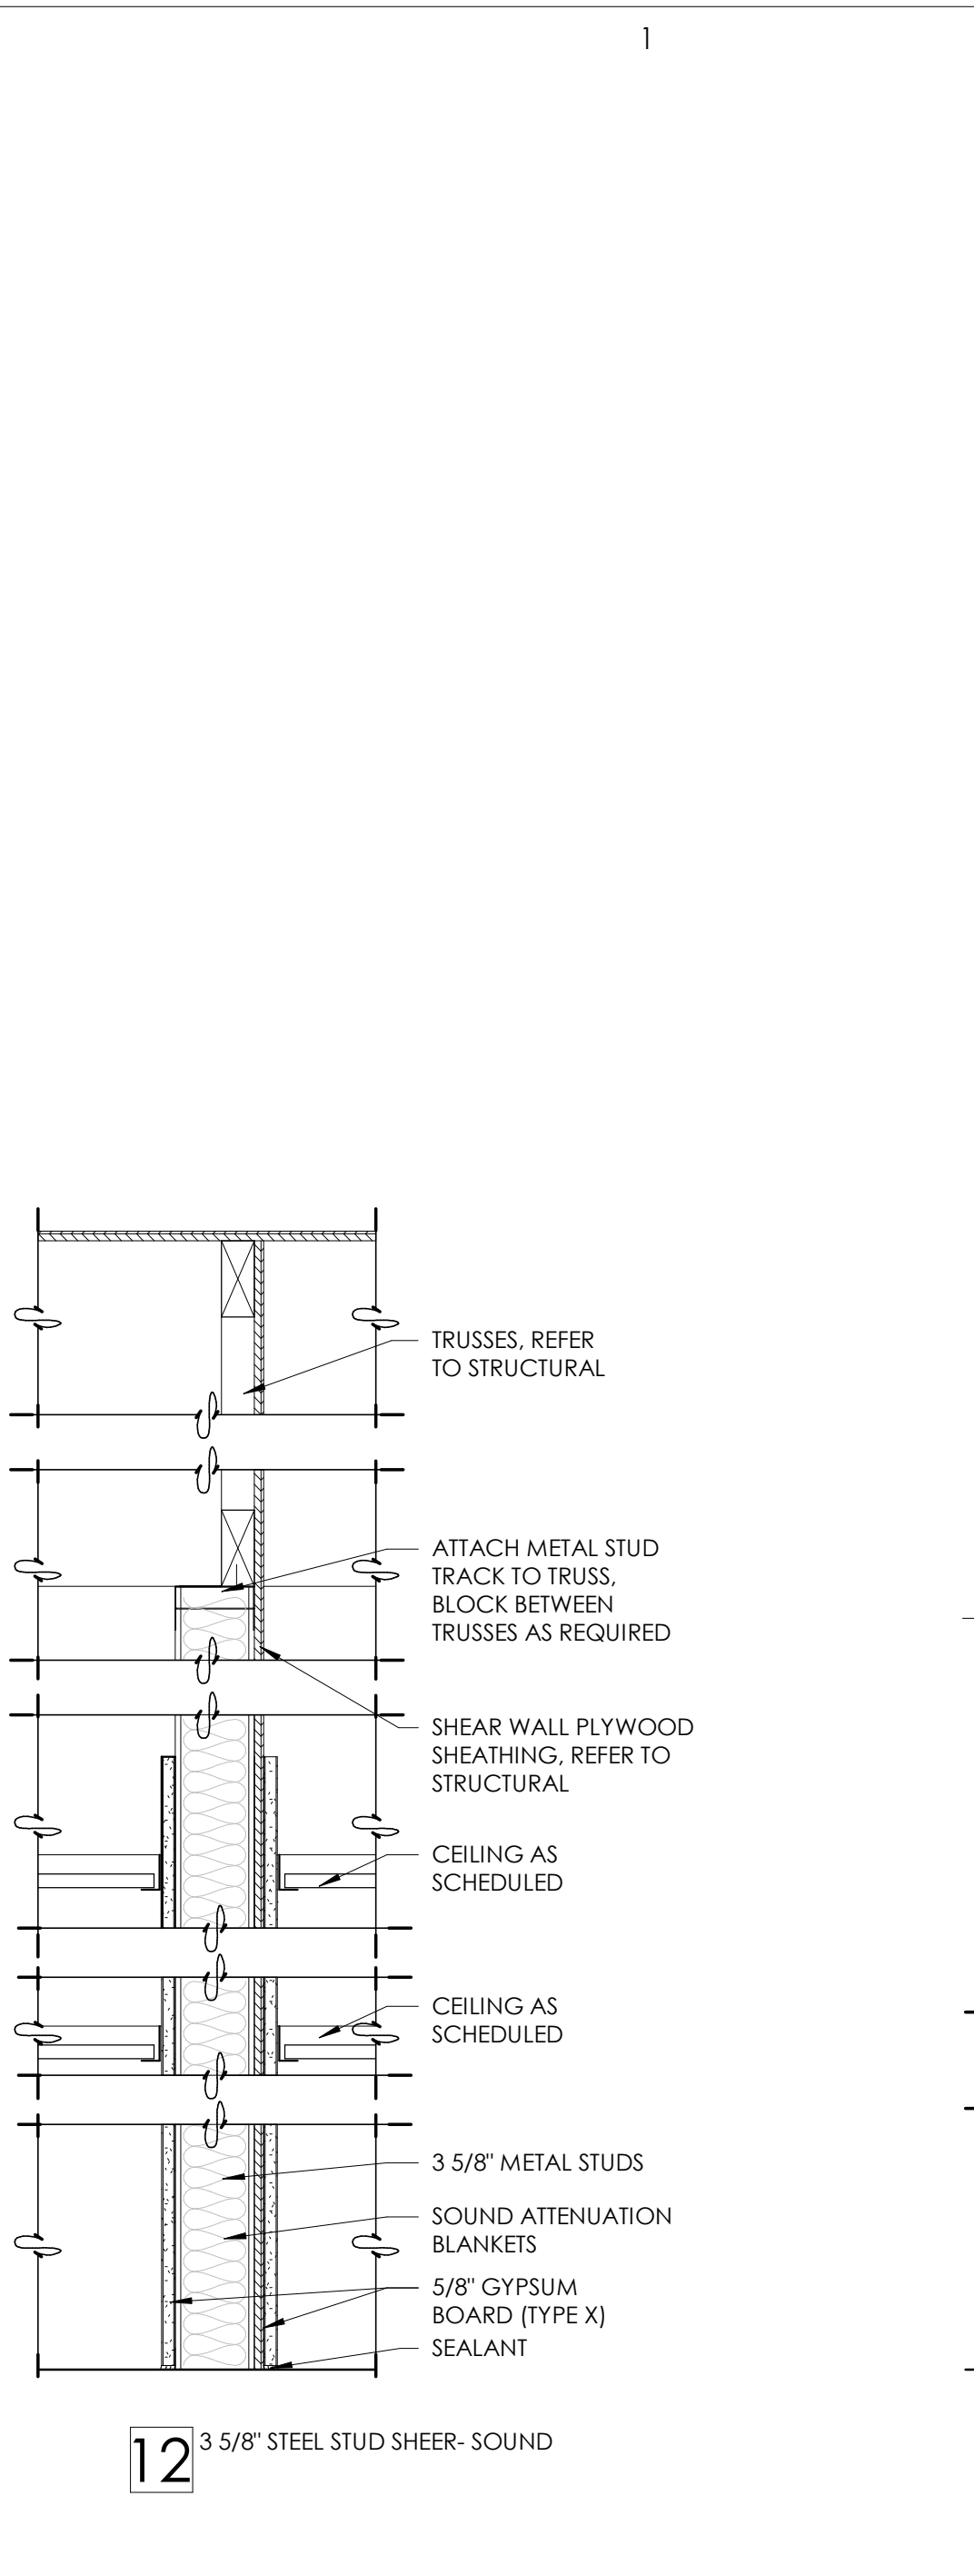 1
TRUSSES, REFER
TO STRUCTURAL
ATTACH METAL STUD
TRACK TO TRUSS,
BLOCK BETWEEN
TRUSSES AS REQUIRED
SHEAR WALL PLYWOOD
SHEATHING, REFER TO
STRUCTURAL
CEILING AS
SCHEDULED
CEILING AS
SCHEDULED
3 5/8" METAL STUDS
SOUND ATTENUATION
BLANKETS
5/8" GYPSUM
BOARD (TYPE X)
SEALANT
12 3 5/8" STEEL STUD SHEER- SOUND